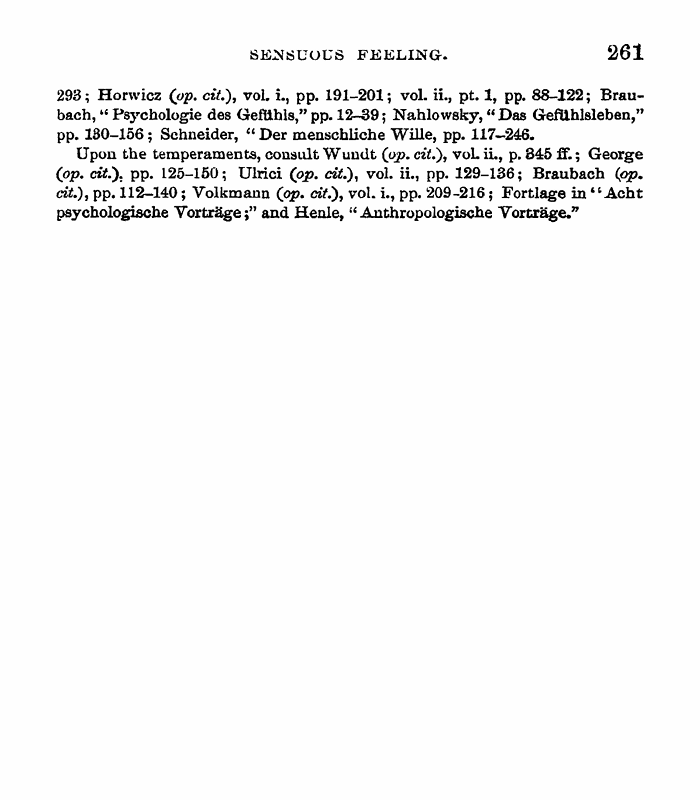 SENSUOUS FEELING. 261
293; Horwicz (op. cit.), vol. i., pp. 191–201; vol. ii., pt. 1, pp. 88–122; Brau-
bach, “Psychologie des Gefühls,” pp. 12–39; Nahlowsky, “Das Gefühlsleben,”
pp. 130–156; Schneider, “Der menschliche Wille, pp. 117–246.
Upon the temperaments, consult Wundt (op. cit.), vol. ii., p. 345 ff.; George
(op. cit.), pp. 125–150; Ulrici (op. cit.), vol. ii., pp. 129–136; Braubach (op.
cit.), pp. 112–140; Volkmann (op. cit.), vol. i., pp. 209-216; Fortlage in “Acht
psychologische Vorträge;” and Henle, “Anthropologische Vorträge.”